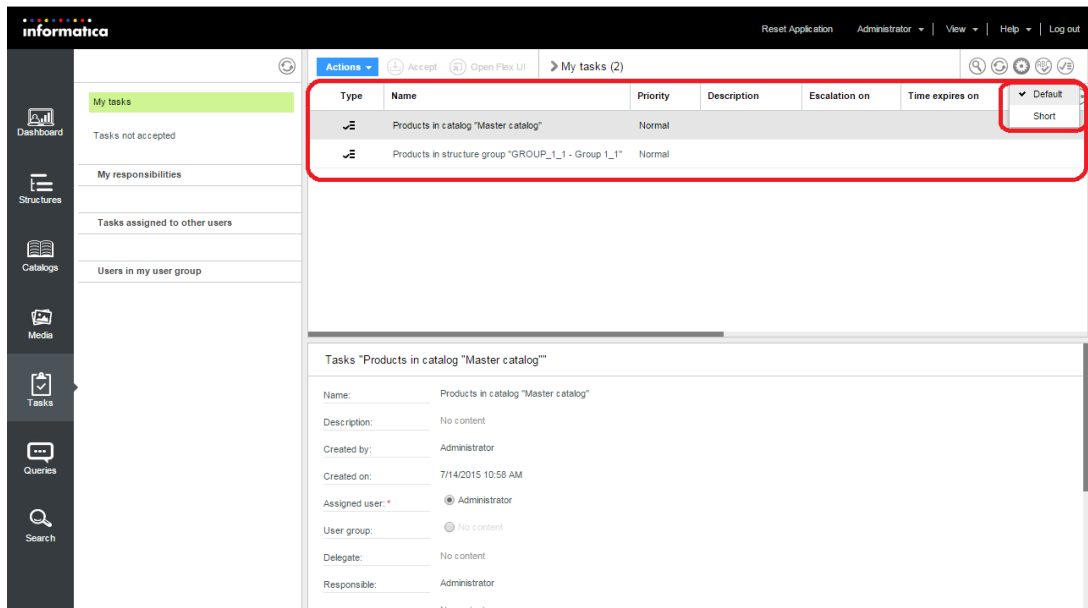 informatica
Reset Application Administrator View Help Log out
Actions Accept Open Flex UI My tasks (2)
Dashboard
Structures
Catalogs
Media
Tasks
Queries
Search
My tasks
Tasks not accepted
My responsibilities
Tasks assigned to other users
Users in my user group
Type Name Priority Description Escalation on Time expires on
Default
Short
Products in catalog "Master catalog" Normal
Products in structure group "GROUP_1_1 - Group 1_1" Normal
Tasks "Products in catalog "Master catalog""
Name: Products in catalog "Master catalog"
Description: No content
Created by: Administrator
Created on: 7/14/2015 10:58 AM
Assigned user: * Administrator
User group: No content
Delegate: No content
Responsible: Administrator